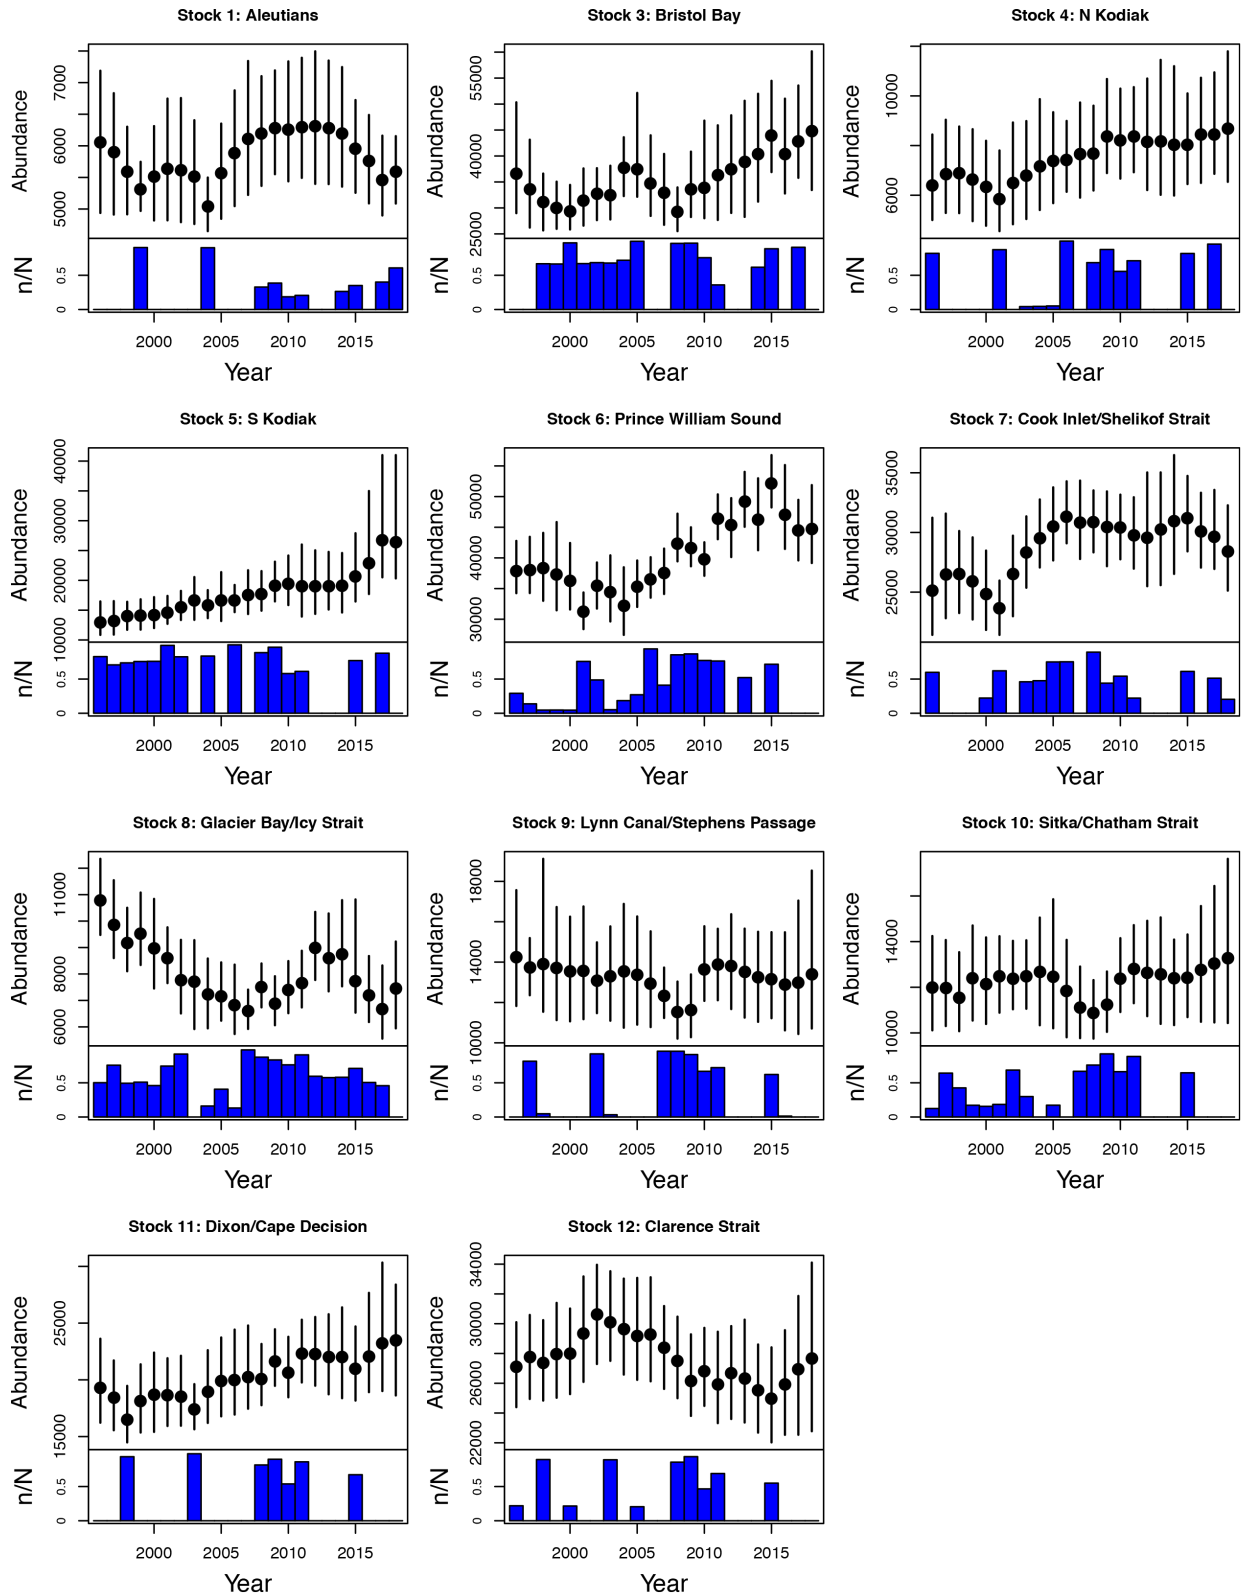 Stock 1: Aleutians
Abundance
5000 6000 7000
n/N
0 0.5
2000 2005 2010 2015
Year
Stock 3: Bristol Bay
Abundance
25000 40000 55000
n/N
0 0.5
2000 2005 2010 2015
Year
Stock 4: N Kodiak
Abundance
6000 10000
n/N
0 0.5
2000 2005 2010 2015
Year
Stock 5: S Kodiak
Abundance
10000 20000 30000 40000
n/N
0 0.5
2000 2005 2010 2015
Year
Stock 6: Prince William Sound
Abundance
30000 40000 50000
n/N
0 0.5
2000 2005 2010 2015
Year
Stock 7: Cook Inlet/Shelikof Strait
Abundance
25000 30000 35000
n/N
0 0.5
2000 2005 2010 2015
Year
Stock 8: Glacier Bay/Icy Strait
Abundance
6000 8000 11000
n/N
0 0.5
2000 2005 2010 2015
Year
Stock 9: Lynn Canal/Stephens Passage
Abundance
10000 14000 18000
n/N
0 0.5
2000 2005 2010 2015
Year
Stock 10: Sitka/Chatham Strait
Abundance
10000 14000
n/N
0 0.5
2000 2005 2010 2015
Year
Stock 11: Dixon/Cape Decision
Abundance
15000 25000
n/N
0 0.5
2000 2005 2010 2015
Year
Stock 12: Clarence Strait
Abundance
22000 26000 30000 34000
n/N
0 0.5
2000 2005 2010 2015
Year